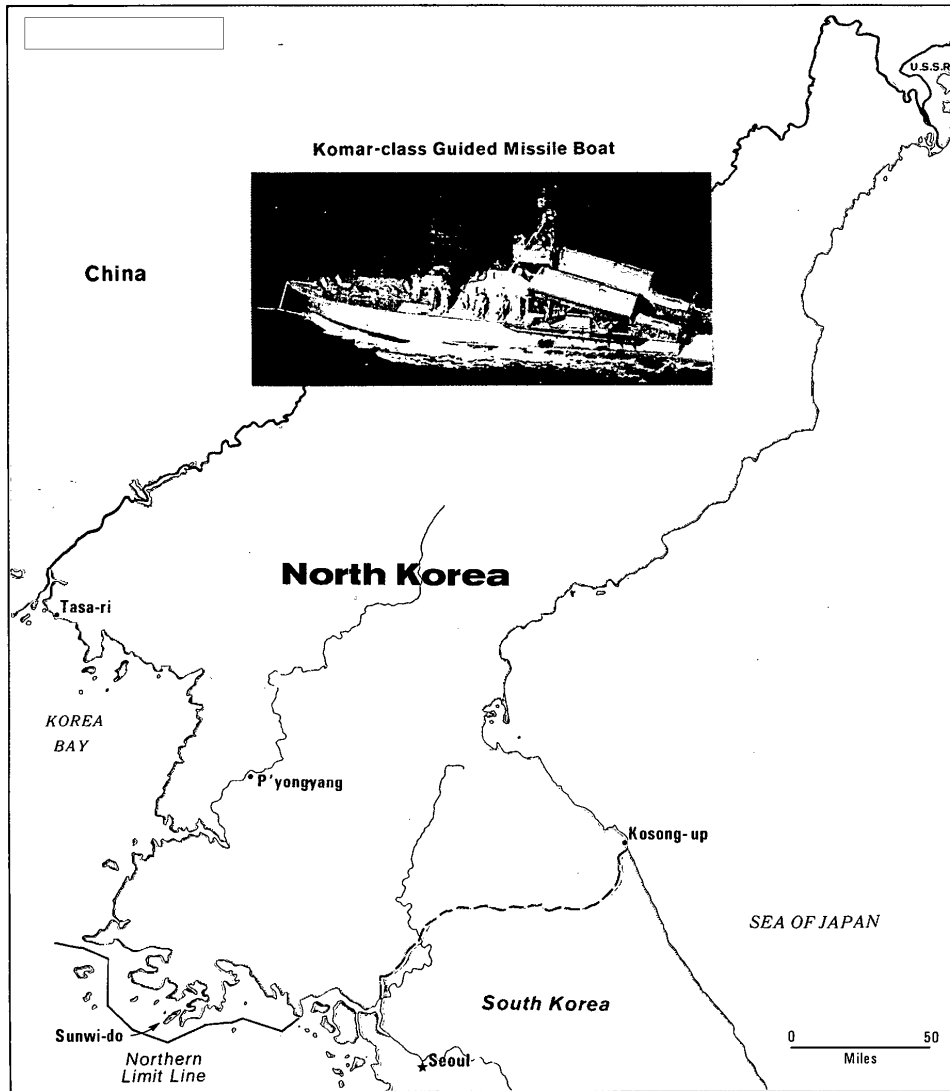 U.S.S.R
Komar-class Guided Missile Boat
China
North Korea
Tasa-ri
KOREA
BAY
P'yongyang
Kosong-up
SEA OF JAPAN
South Korea
Sunwi-do
Northern
Limit Line
Seoul
0 50
Miles